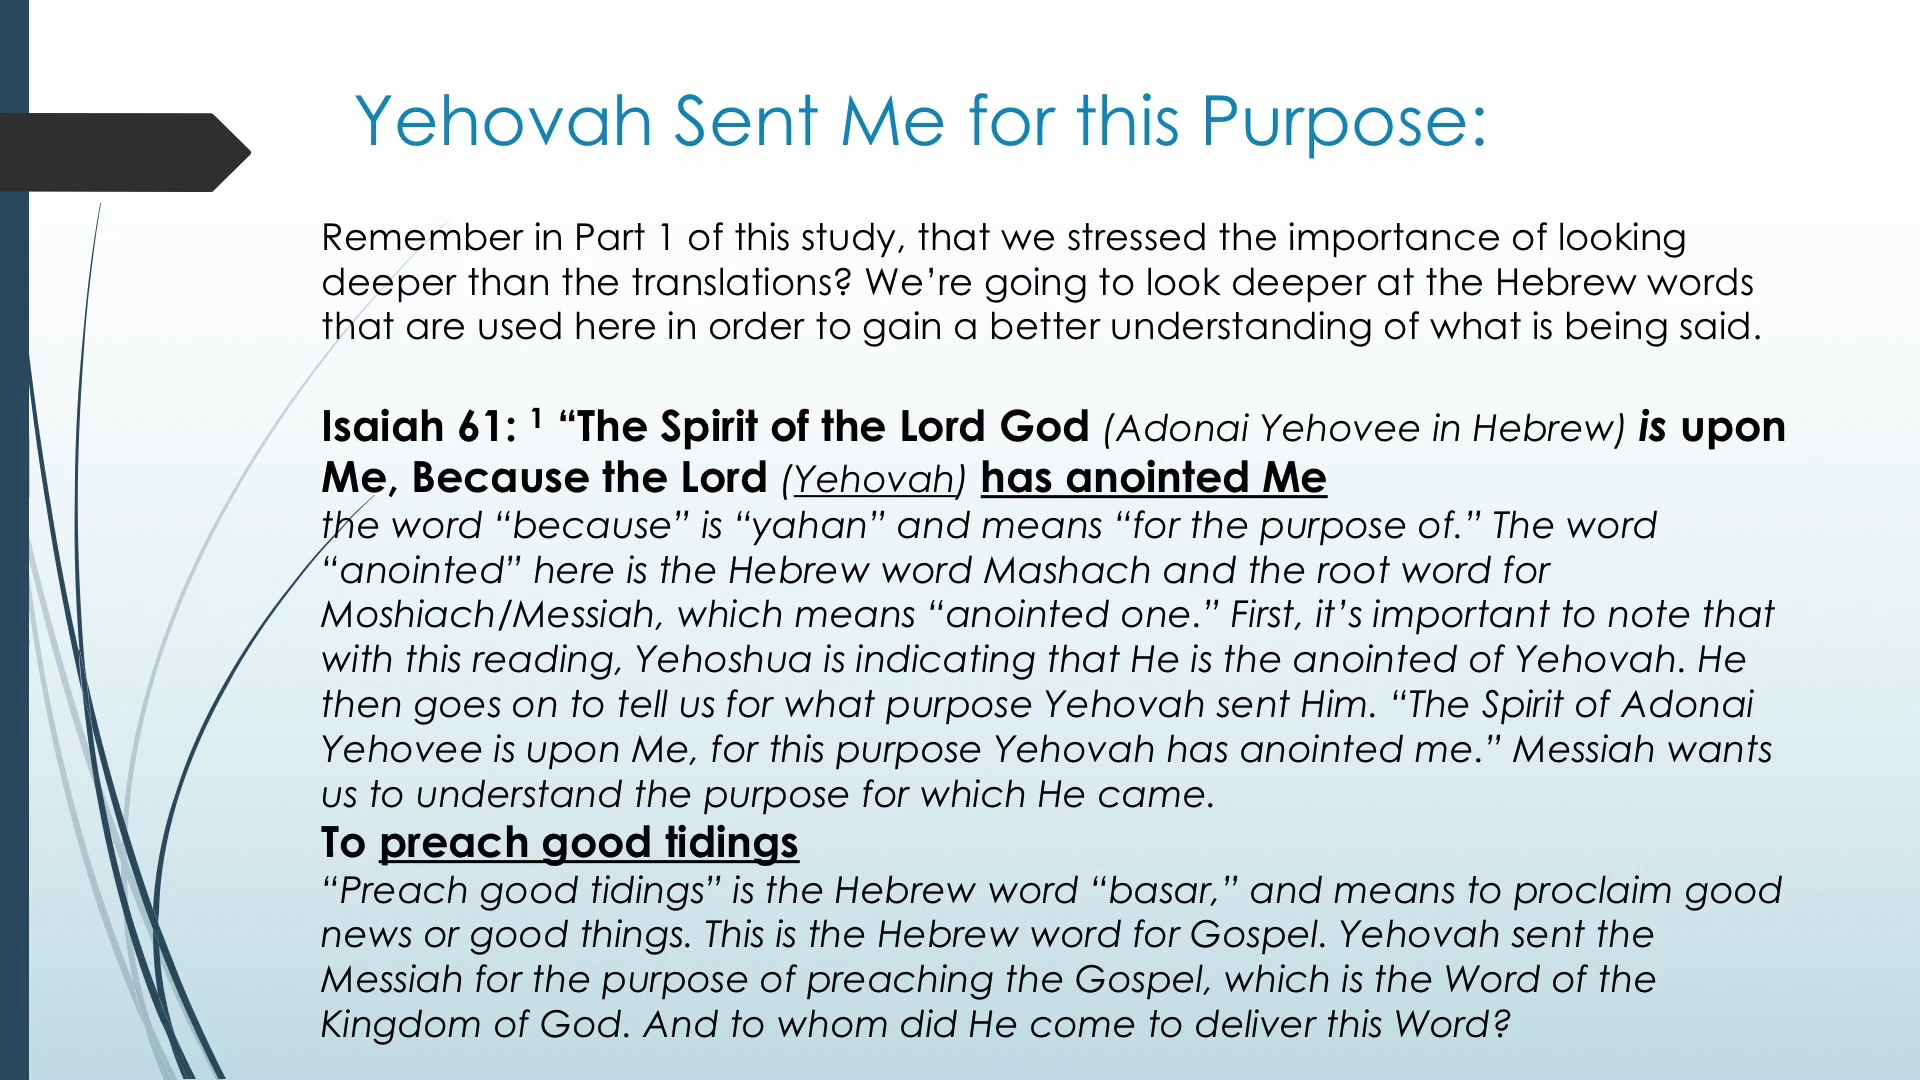 Yehovah Sent Me for this Purpose:
Remember in Part 1 of this study, that we stressed the importance of looking
deeper than the translations? We’re going to look deeper at the Hebrew words
that are used here in order to gain a better understanding of what is being said.
Isaiah 61: ¹ “The Spirit of the Lord God (Adonai Yehovee in Hebrew) is upon
Me, Because the Lord (Yehovah) has anointed Me
the word “because” is “yahan” and means “for the purpose of.” The word
“anointed” here is the Hebrew word Mashach and the root word for
Moshiach/Messiah, which means “anointed one.” First, it’s important to note that
with this reading, Yehoshua is indicating that He is the anointed of Yehovah. He
then goes on to tell us for what purpose Yehovah sent Him. “The Spirit of Adonai
Yehovee is upon Me, for this purpose Yehovah has anointed me.” Messiah wants
us to understand the purpose for which He came.
To preach good tidings
“Preach good tidings” is the Hebrew word “basar,” and means to proclaim good
news or good things. This is the Hebrew word for Gospel. Yehovah sent the
Messiah for the purpose of preaching the Gospel, which is the Word of the
Kingdom of God. And to whom did He come to deliver this Word?